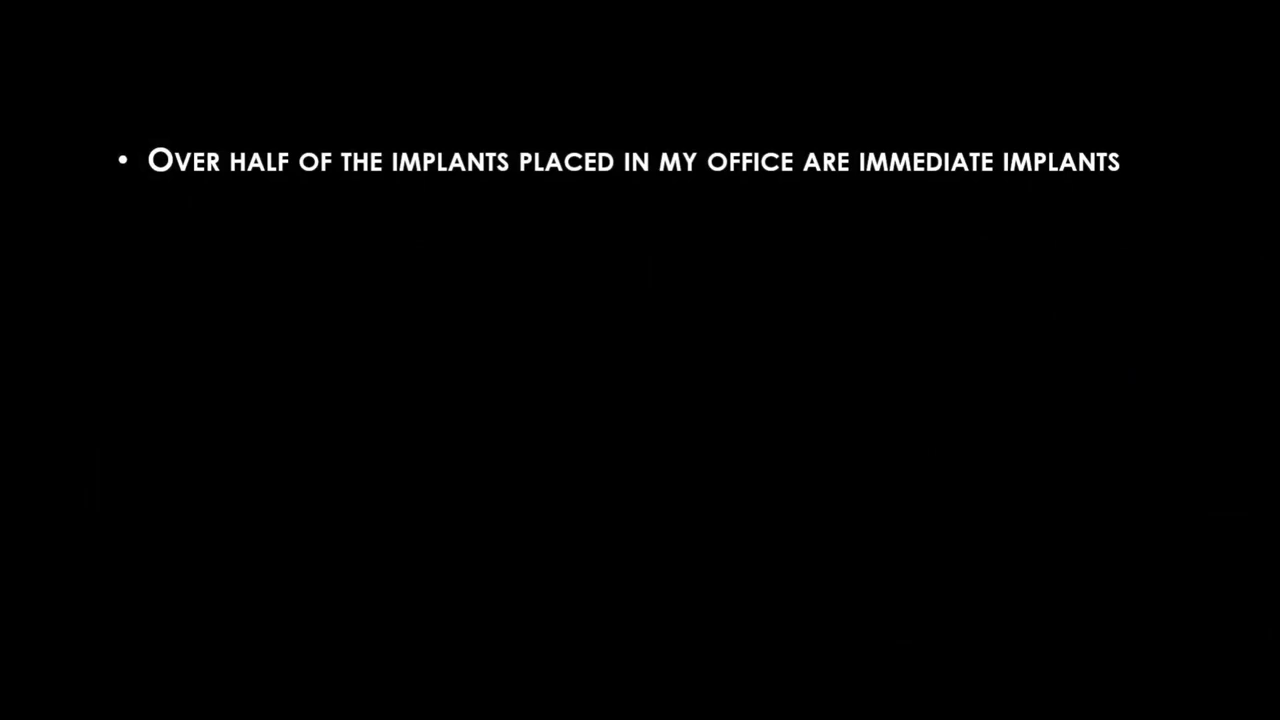 • Over half of the implants placed in my office are immediate implants